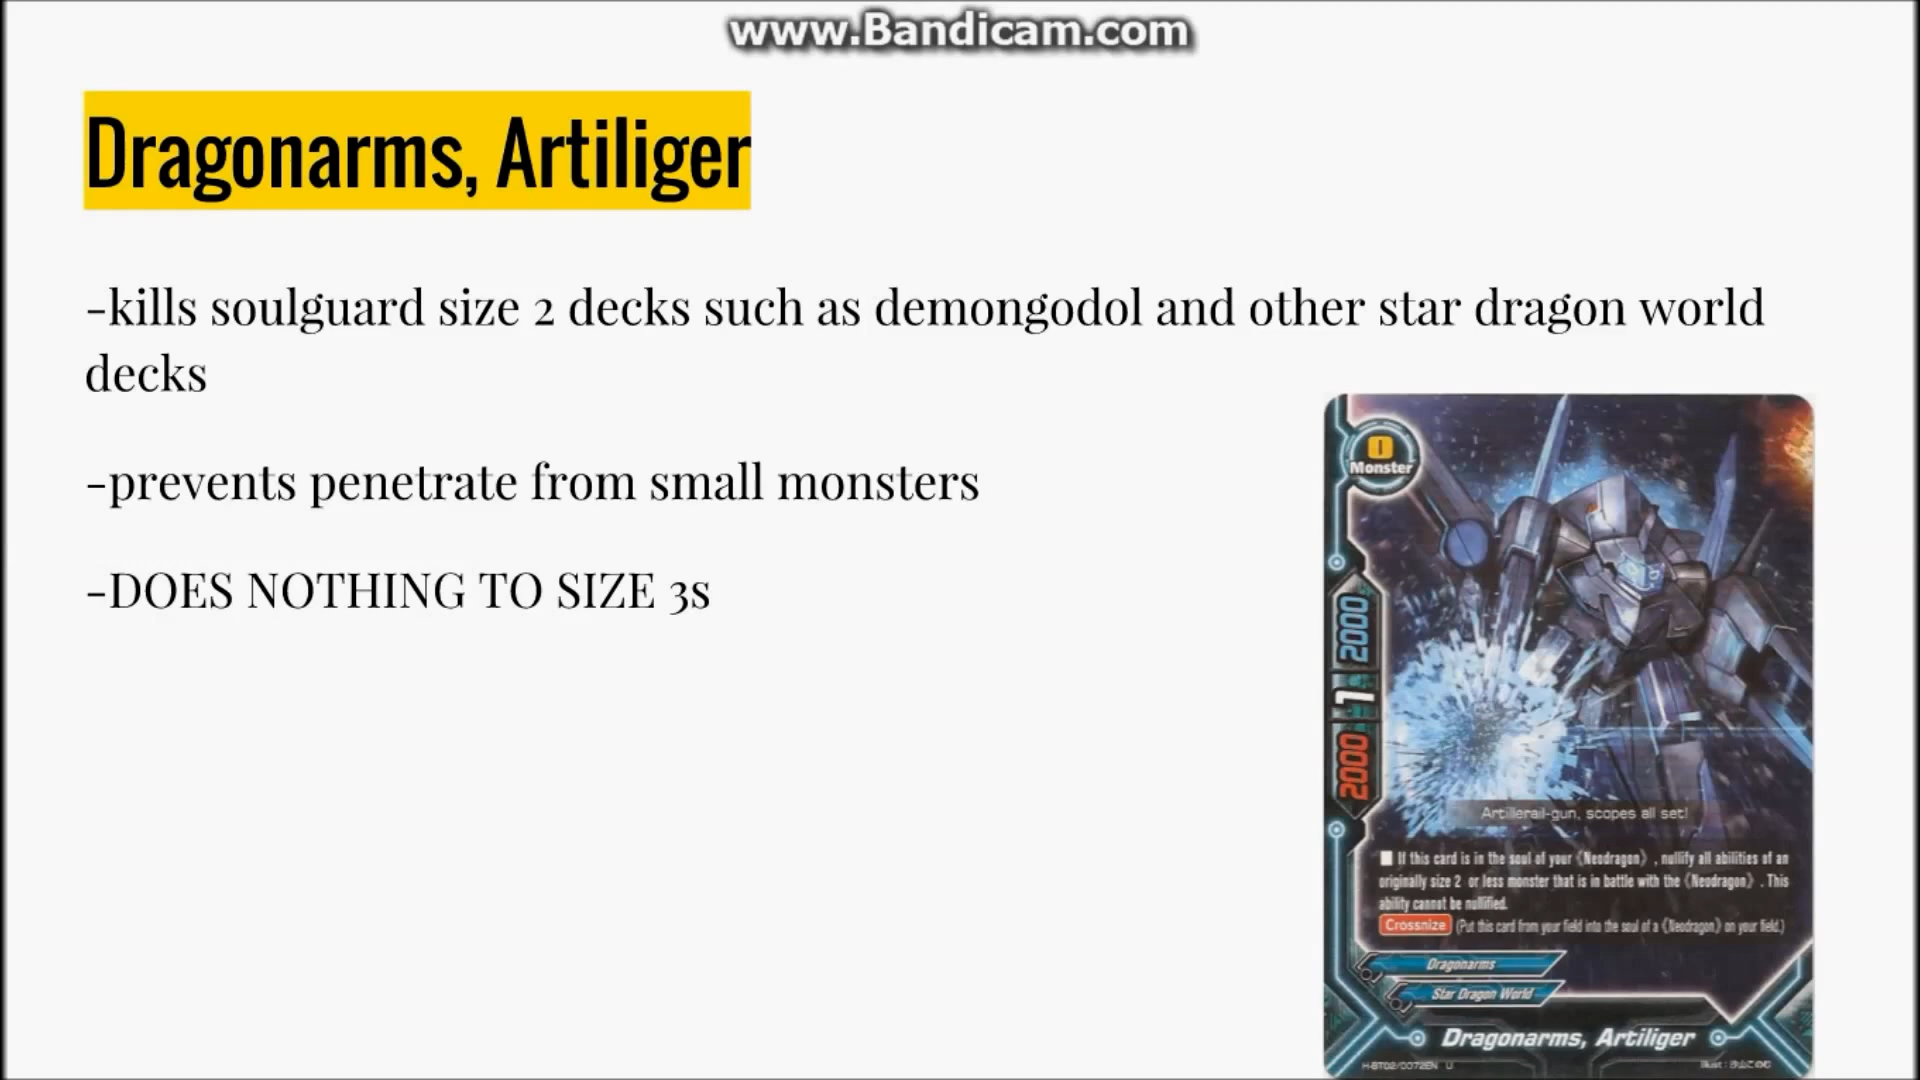 www.Bandicam.com
Dragonarms, Artiliger
-kills soulguard size 2 decks such as demongodol and other star dragon world
decks
-prevents penetrate from small monsters
-DOES NOTHING TO SIZE 3s
0
Monster
2000
1
2000
Artillerail-gun, scopes all set!
If this card is in the soul of your《Neodragon》, nullify all abilities of an
originally size 2 or less monster that is in battle with the《Neodragon》. This
ability cannot be nullified.
Crossnize (Put this card from your field into the soul of a《Neodragon》on your field.)
Dragonarms
Star Dragon World
Dragonarms, Artiliger
H-BT02/0072EN U
Illust: